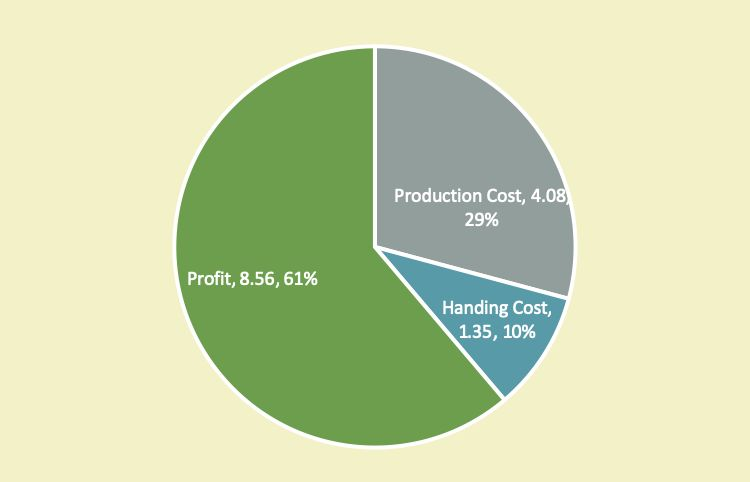 Production Cost, 4.08,
29%
Profit, 8.56, 61%
Handing Cost,
1.35, 10%